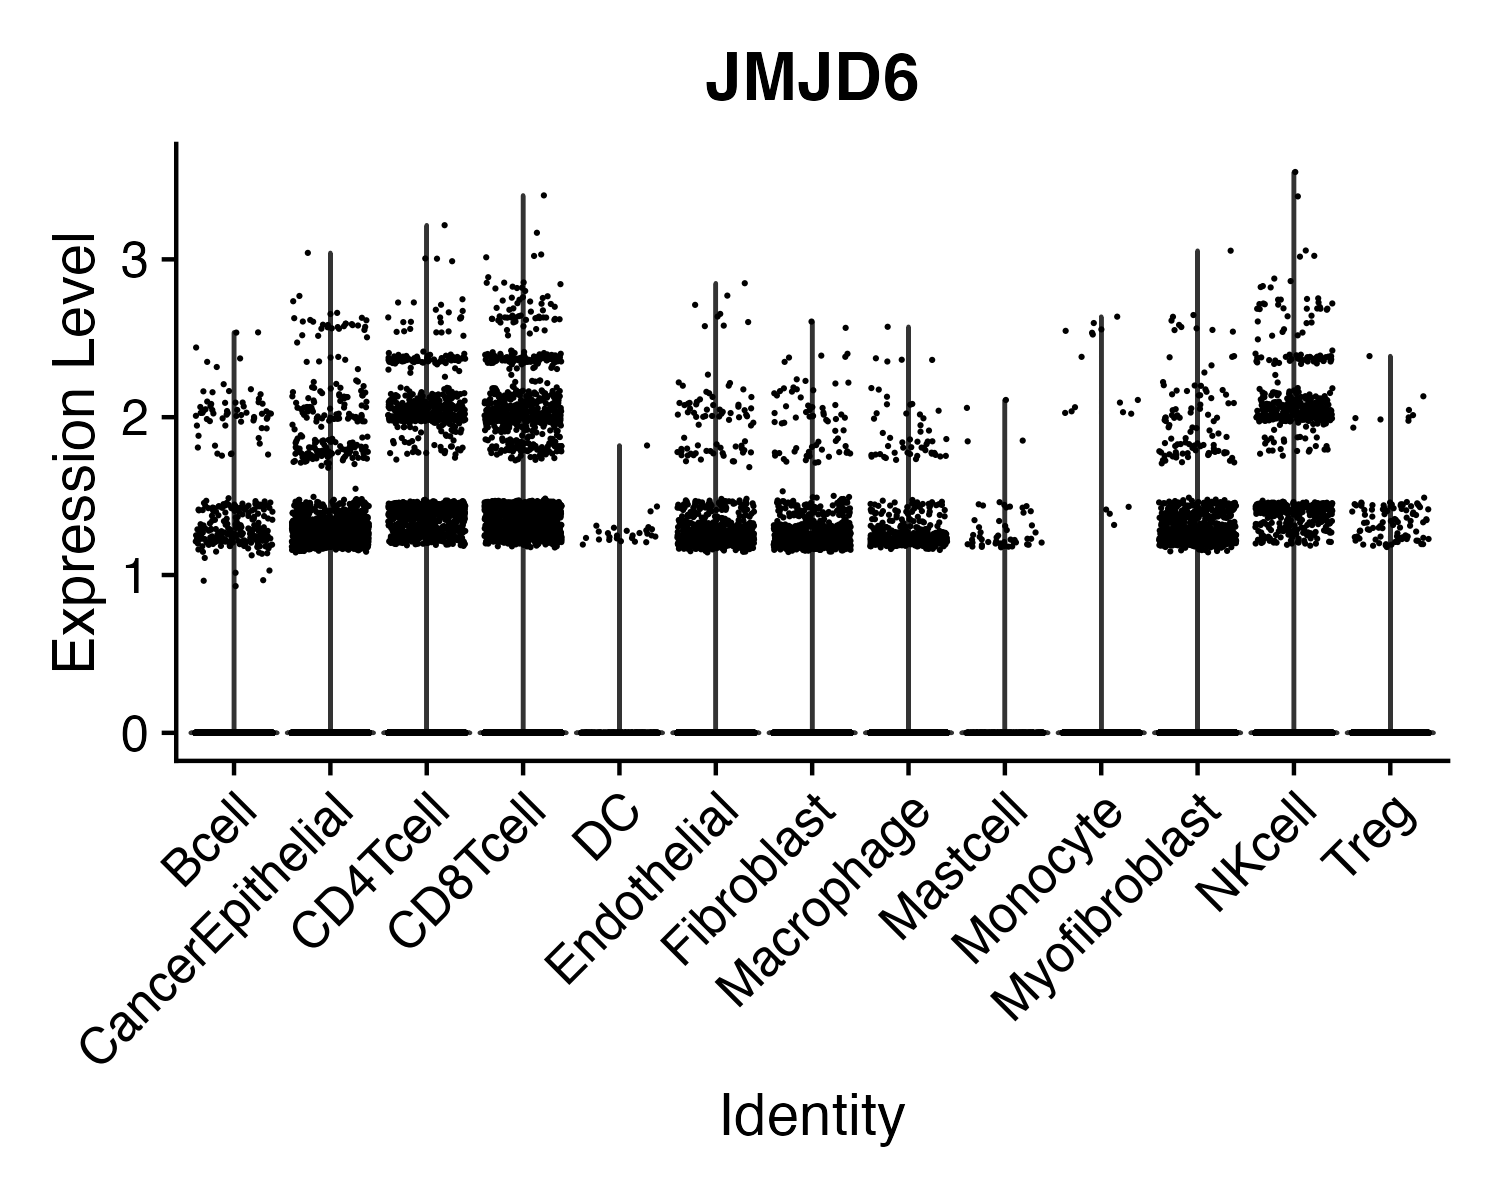 JMJD6
Expression Level
3
2
1
0
Bcell
CancerEpithelial
CD4Tcell
CD8Tcell
DC
Endothelial
Fibroblast
Macrophage
Mastcell
Monocyte
Myofibroblast
NKcell
Treg
Identity